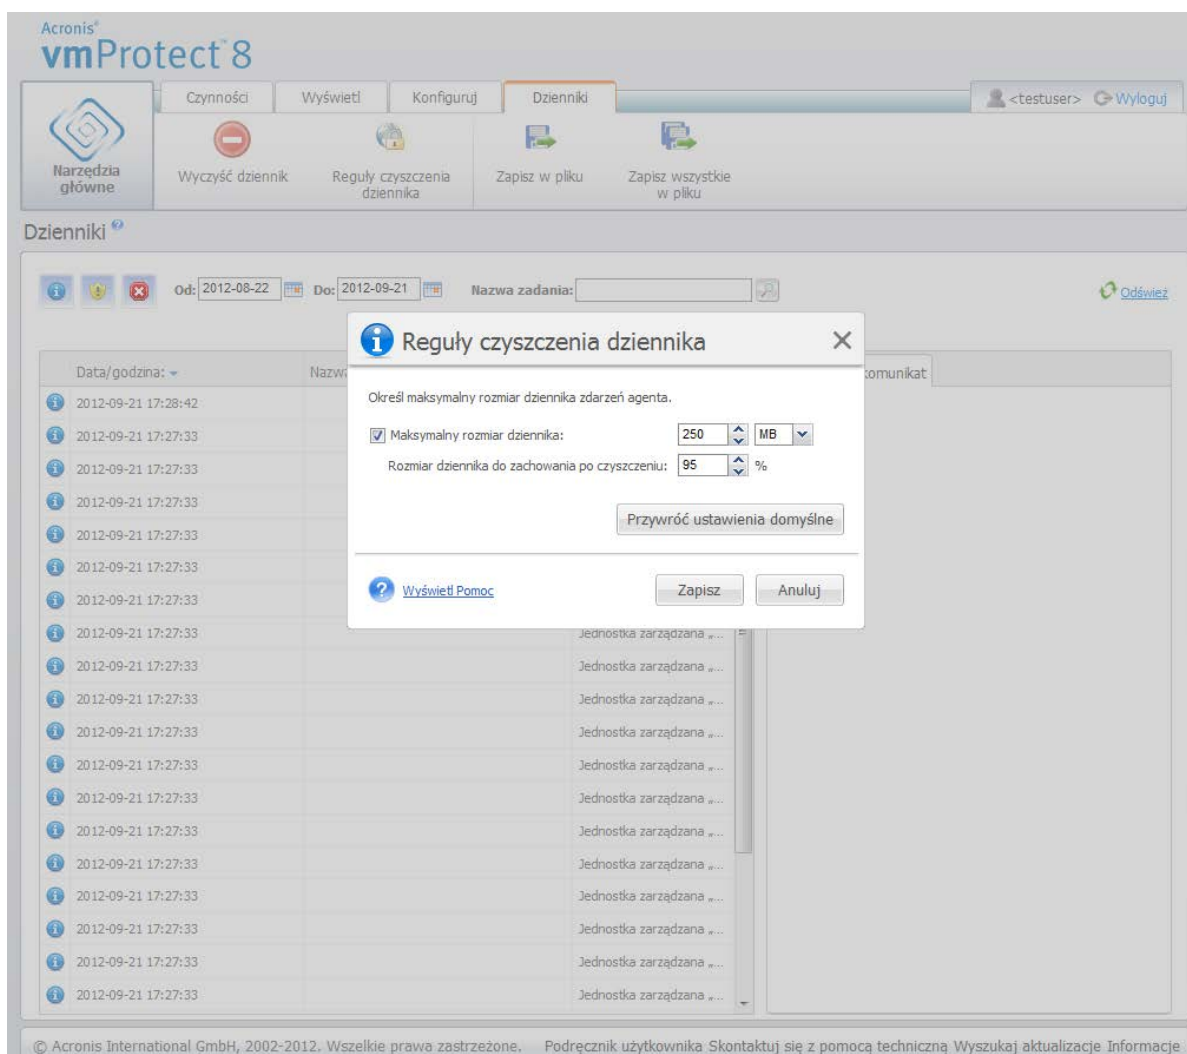 Acronis®
vmProtect™ 8
Czynności Wyświetl Konfiguruj Dzienniki <testuser> Wyloguj
Narzędzia główne
Wyczyść dziennik
Reguły czyszczenia dziennika
Zapisz w pliku
Zapisz wszystkie w pliku
Dzienniki
Od: 2012-08-22 Do: 2012-09-21 Nazwa zadania: Odśwież
Reguły czyszczenia dziennika
Określ maksymalny rozmiar dziennika zdarzeń agenta.
Maksymalny rozmiar dziennika: 250 MB
Rozmiar dziennika do zachowania po czyszczeniu: 95 %
Przywróć ustawienia domyślne
Wyświetl Pomoc Zapisz Anuluj
Data/godzina:
2012-09-21 17:28:42
2012-09-21 17:27:33
2012-09-21 17:27:33
2012-09-21 17:27:33
2012-09-21 17:27:33
2012-09-21 17:27:33
2012-09-21 17:27:33
2012-09-21 17:27:33 Jednostka zarządzana „...
2012-09-21 17:27:33 Jednostka zarządzana „...
2012-09-21 17:27:33 Jednostka zarządzana „...
2012-09-21 17:27:33 Jednostka zarządzana „...
2012-09-21 17:27:33 Jednostka zarządzana „...
2012-09-21 17:27:33 Jednostka zarządzana „...
2012-09-21 17:27:33 Jednostka zarządzana „...
2012-09-21 17:27:33 Jednostka zarządzana „...
2012-09-21 17:27:33 Jednostka zarządzana „...
2012-09-21 17:27:33 Jednostka zarządzana „...
2012-09-21 17:27:33 Jednostka zarządzana „...
2012-09-21 17:27:33 Jednostka zarządzana „...
© Acronis International GmbH, 2002-2012. Wszelkie prawa zastrzeżone. Podręcznik użytkownika Skontaktuj się z pomocą techniczną Wyszukaj aktualizacje Informacje